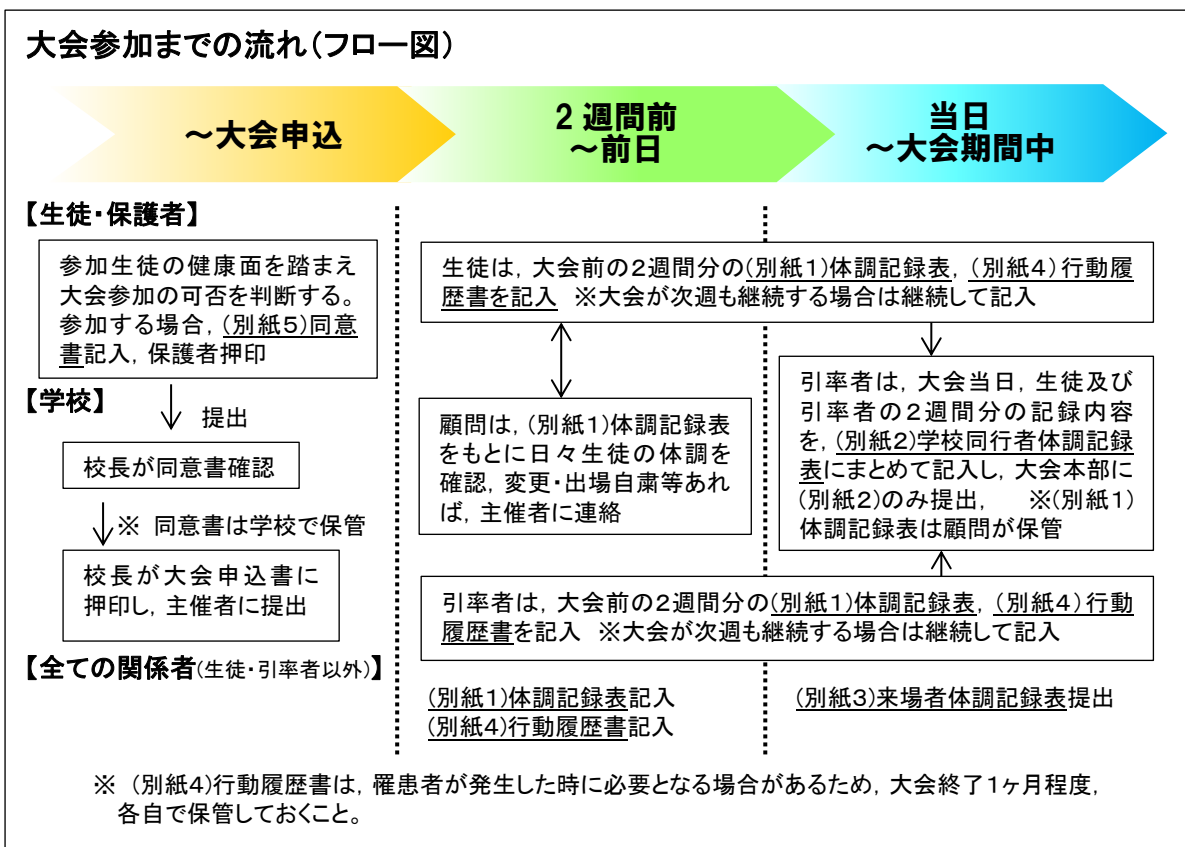 大会参加までの流れ(フロー図)
～大会申込
2週間前
～前日
当日
～大会期間中
【生徒・保護者】
参加生徒の健康面を踏まえ
大会参加の可否を判断する。
参加する場合，(別紙5)同意
書記入，保護者押印
【学校】
提出
校長が同意書確認
※ 同意書は学校で保管
校長が大会申込書に
押印し，主催者に提出
生徒は，大会前の2週間分の(別紙1)体調記録表，(別紙4)行動履
歴書を記入 ※大会が次週も継続する場合は継続して記入
顧問は，(別紙1)体調記録表
をもとに日々生徒の体調を
確認，変更・出場自粛等あれ
ば，主催者に連絡
引率者は，大会当日，生徒及び
引率者の2週間分の記録内容
を，(別紙2)学校同行者体調記録
表にまとめて記入し，大会本部に
(別紙2)のみ提出， ※(別紙1)
体調記録表は顧問が保管
引率者は，大会前の2週間分の(別紙1)体調記録表，(別紙4)行動
履歴書を記入 ※大会が次週も継続する場合は継続して記入
【全ての関係者(生徒・引率者以外)】
(別紙1)体調記録表記入
(別紙4)行動履歴書記入
(別紙3)来場者体調記録表提出
※ (別紙4)行動履歴書は，罹患者が発生した時に必要となる場合があるため，大会終了1ヶ月程度，
各自で保管しておくこと。